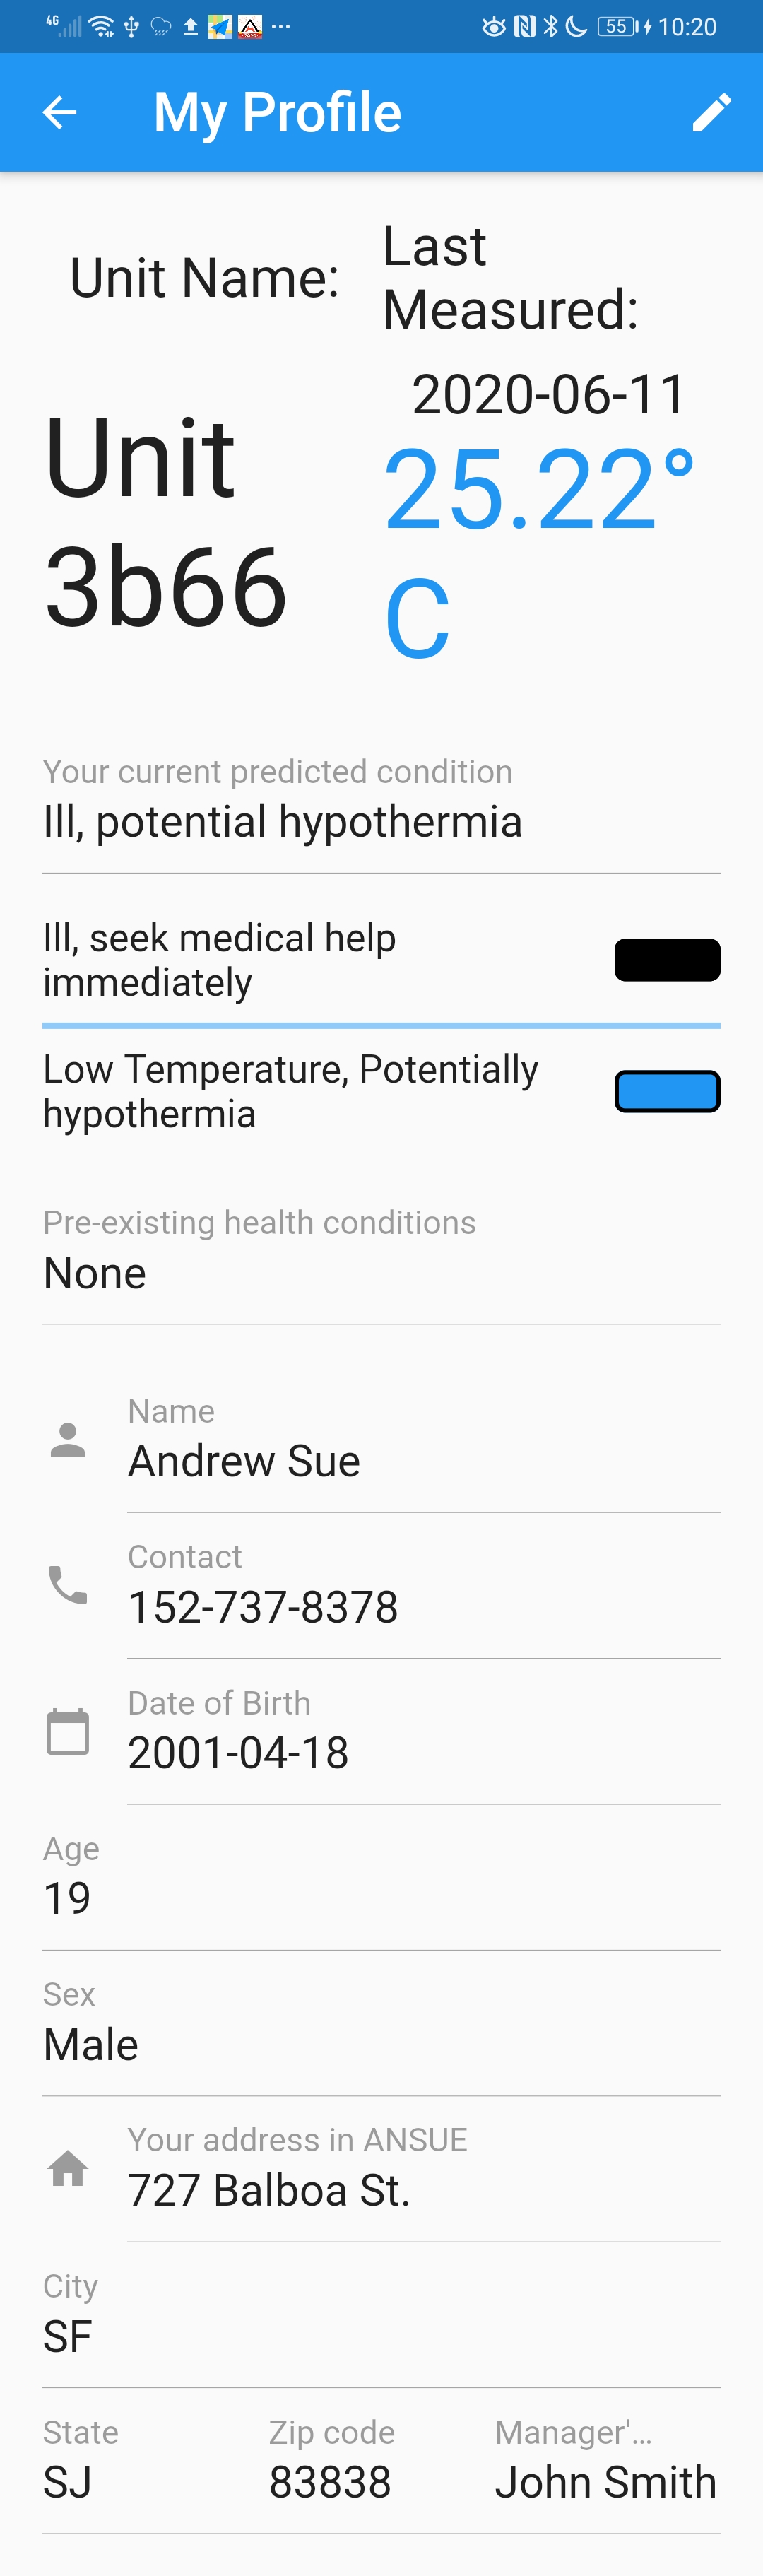 4G 55 10:20
My Profile
Unit Name:
Last
Measured:
Unit
3b66
2020-06-11
25.22°
C
Your current predicted condition
Ill, potential hypothermia
Ill, seek medical help
immediately
Low Temperature, Potentially
hypothermia
Pre-existing health conditions
None
Name
Andrew Sue
Contact
152-737-8378
Date of Birth
2001-04-18
Age
19
Sex
Male
Your address in ANSUE
727 Balboa St.
City
SF
State Zip code Manager'...
SJ 83838 John Smith